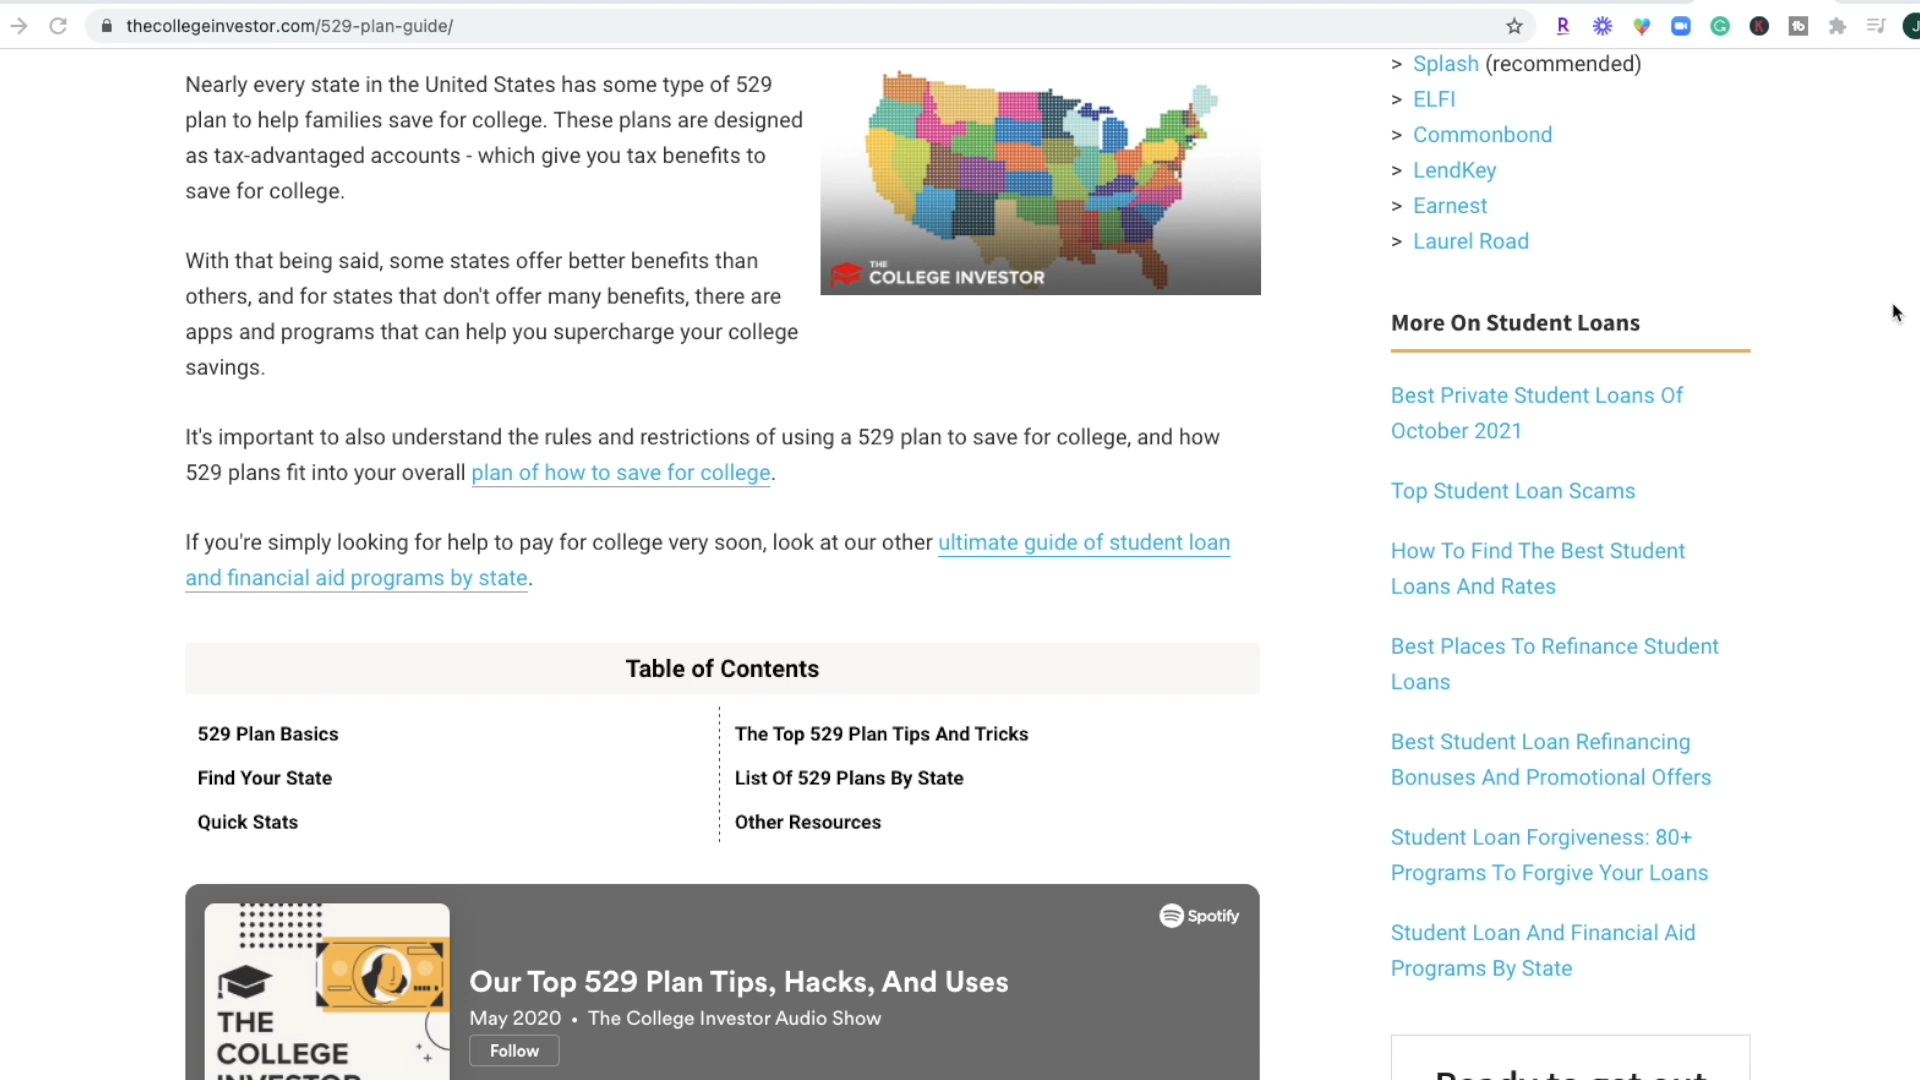 thecollegeinvestor.com/529-plan-guide/
Nearly every state in the United States has some type of 529
plan to help families save for college. These plans are designed
as tax-advantaged accounts - which give you tax benefits to
save for college.
THE
COLLEGE INVESTOR
With that being said, some states offer better benefits than
others, and for states that don't offer many benefits, there are
apps and programs that can help you supercharge your college
savings.
It's important to also understand the rules and restrictions of using a 529 plan to save for college, and how
529 plans fit into your overall plan of how to save for college.
If you're simply looking for help to pay for college very soon, look at our other ultimate guide of student loan
and financial aid programs by state.
Table of Contents
529 Plan Basics
Find Your State
Quick Stats
The Top 529 Plan Tips And Tricks
List Of 529 Plans By State
Other Resources
THE
COLLEGE
INVESTOR
Spotify
Our Top 529 Plan Tips, Hacks, And Uses
May 2020 • The College Investor Audio Show
Follow
> Splash (recommended)
> ELFI
> Commonbond
> LendKey
> Earnest
> Laurel Road
More On Student Loans
Best Private Student Loans Of
October 2021
Top Student Loan Scams
How To Find The Best Student
Loans And Rates
Best Places To Refinance Student
Loans
Best Student Loan Refinancing
Bonuses And Promotional Offers
Student Loan Forgiveness: 80+
Programs To Forgive Your Loans
Student Loan And Financial Aid
Programs By State
Ready to get out